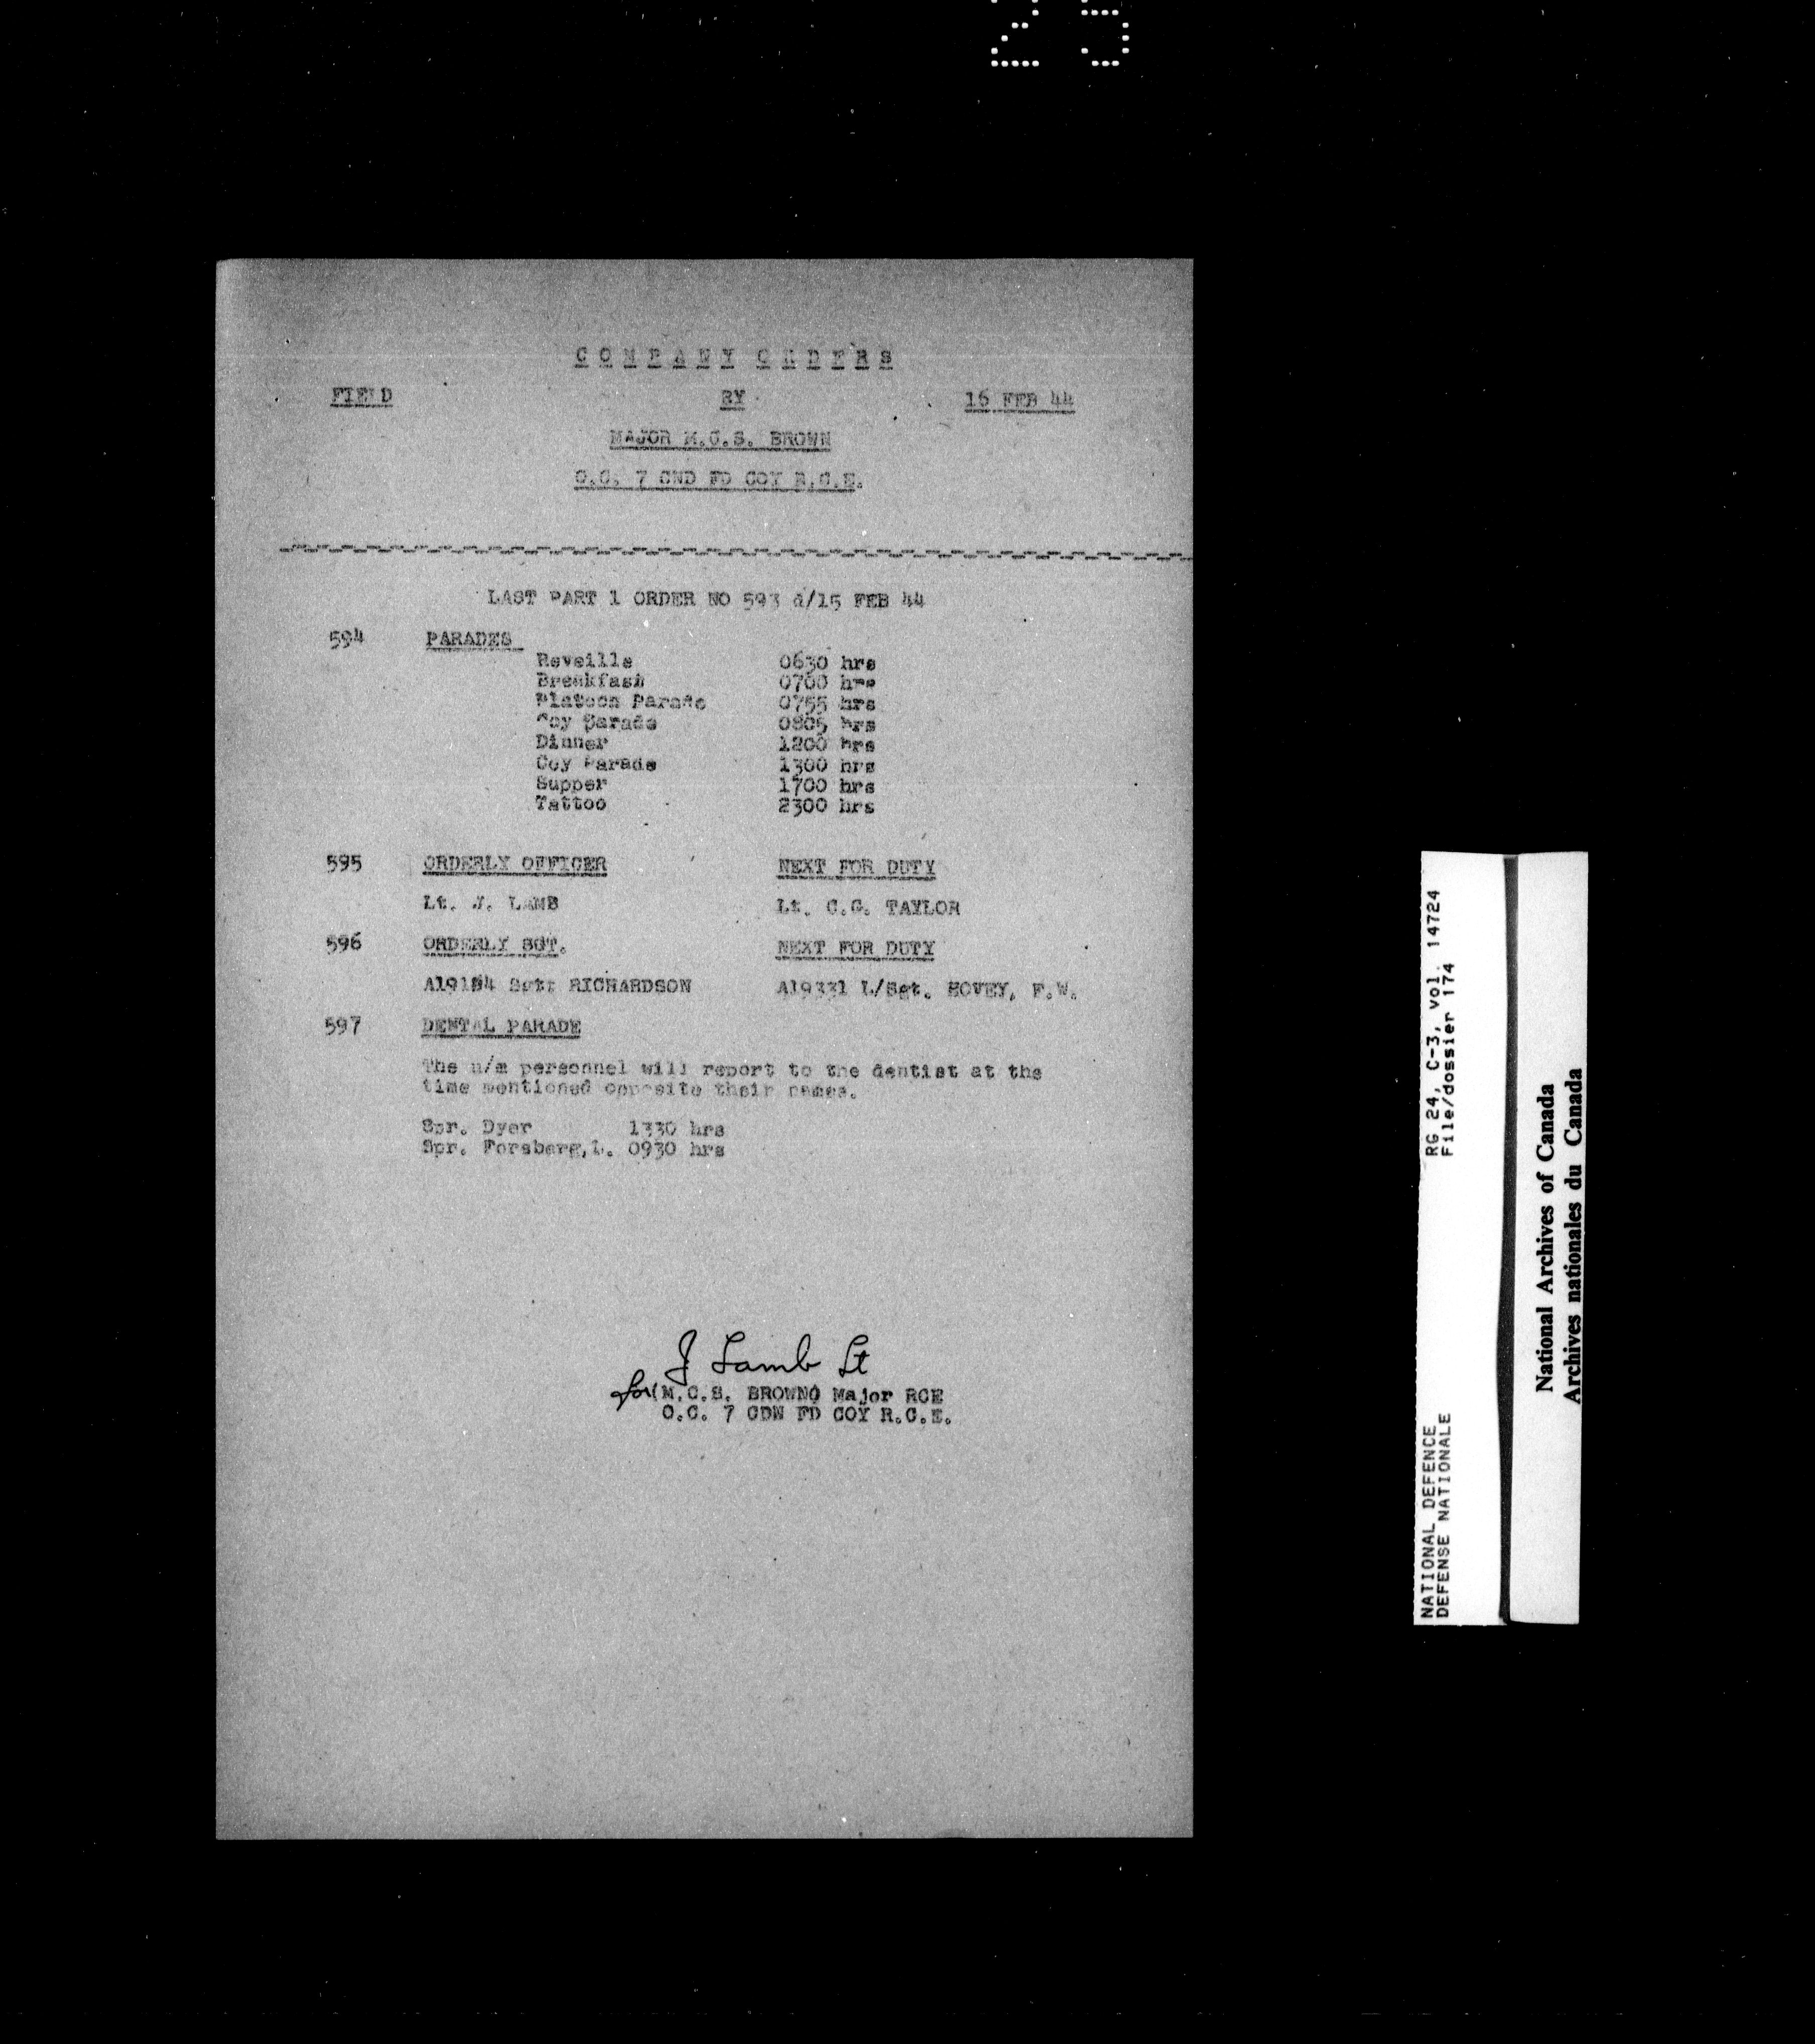 25
COMPANY ORDERS
FIELD BY 16 FEB 44
MAJOR M.C.S. BROWN
O.C. 7 CND FD COY R.C.E.
LAST PART 1 ORDER NO 593 d/15 FEB 44
594 PARADES
Reveille 0630 hrs
Breakfast 0700 hrs
Platoon Parade 0755 hrs
Coy Parade 0805 hrs
Dinner 1200 hrs
Coy Parade 1300 hrs
Supper 1700 hrs
Tattoo 2300 hrs
595 ORDERLY OFFICER NEXT FOR DUTY
Lt. J. LAMB Lt. C.G. TAYLOR
596 ORDERLY SGT. NEXT FOR DUTY
Sgt: RICHARDSON A19331 L/Sgt. HOVEY, F.W.
597 DENTAL PARADE
The u/m personnel will report to the dentist at the
time mentioned opposite their names.
Spr. Dyer 1330 hrs
Spr. Forsberg, L. 0930 hrs
J Lamb Lt
for (M.C.S. BROWN) Major RCE
O.C. 7 CDN FD COY R.C.E.
RG 24, C-3, vol. 14724
File/dossier 174
NATIONAL DEFENCE
DEFENSE NATIONALE
National Archives of Canada
Archives nationales du Canada